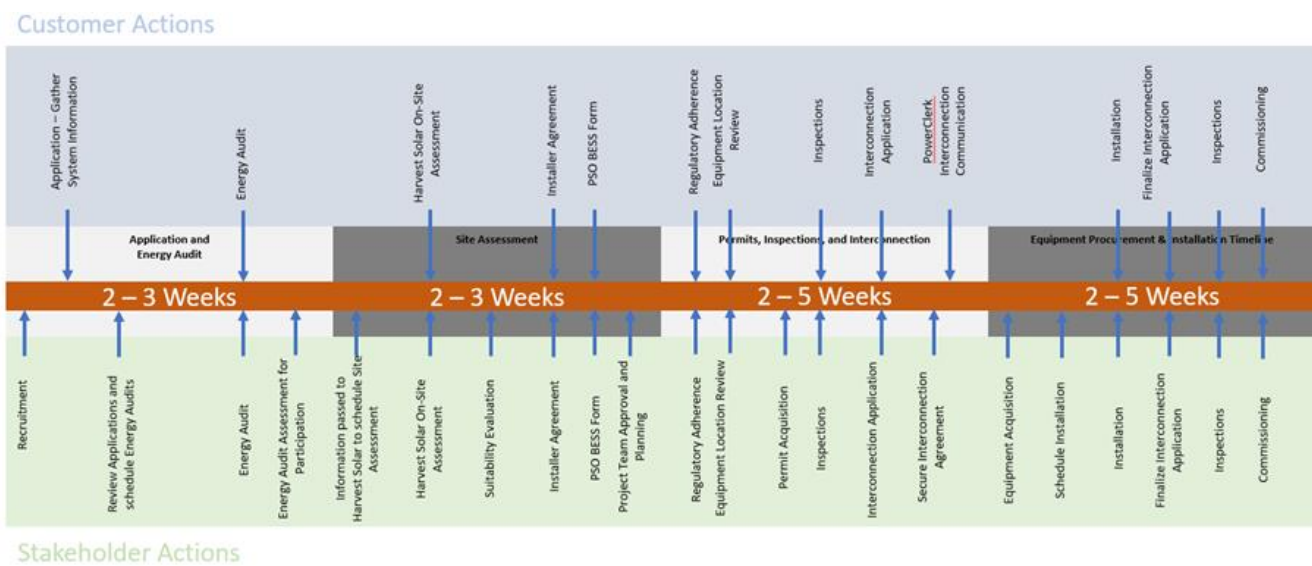 Customer Actions
Application – Gather
System Information
Energy Audit
Harvest Solar On-Site
Assessment
Installer Agreement
PSO BESS Form
Regulatory Adherence
Equipment Location
Review
Inspections
Interconnection
Application
PowerClerk
Interconnection
Communication
Installation
Finalize Interconnection
Application
Inspections
Commissioning
Application and
Energy Audit
Site Assessment
Permits, Inspections, and Interconnection
Equipment Procurement & Installation Timeline
2 – 3 Weeks
2 – 3 Weeks
2 – 5 Weeks
2 – 5 Weeks
Recruitment
Review Applications and
schedule Energy Audits
Energy Audit
Energy Audit Assessment for
Participation
Information passed to
Harvest Solar to schedule Site
Assessment
Harvest Solar On-Site
Assessment
Suitability Evaluation
Installer Agreement
PSO BESS Form
Project Team Approval and
Planning
Regulatory Adherence
Equipment Location Review
Permit Acquisition
Inspections
Interconnection Application
Secure Interconnection
Agreement
Equipment Acquisition
Schedule Installation
Installation
Finalize Interconnection
Application
Inspections
Commissioning
Stakeholder Actions